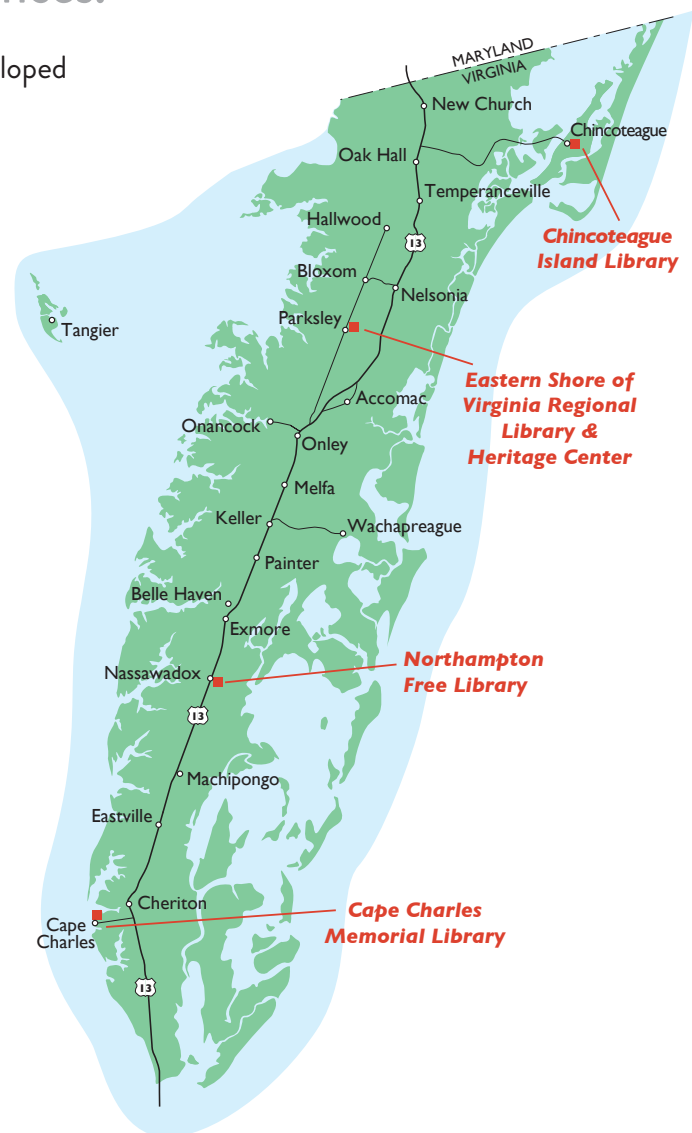 loped
MARYLAND
VIRGINIA
New Church
Chincoteague
Oak Hall
Temperanceville
Hallwood
13
Chincoteague
Island Library
Bloxom
Nelsonia
Parksley
Tangier
Eastern Shore of
Virginia Regional
Library &
Heritage Center
Accomac
Onancock
Onley
Melfa
Keller
Wachapreague
Painter
Belle Haven
Exmore
Northampton
Free Library
Nassawadox
13
Machipongo
Eastville
Cheriton
Cape Charles
Memorial Library
Cape
Charles
13